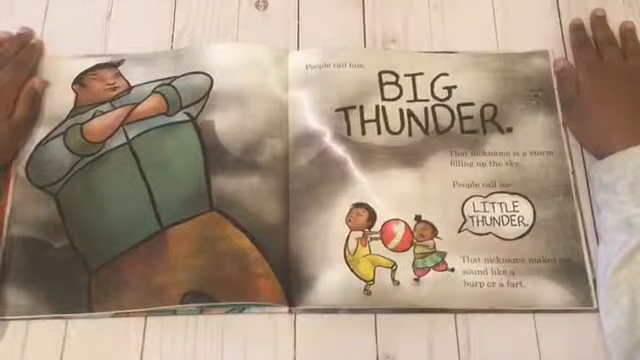 People call him
BIG
THUNDER.
That nickname is a storm
filling up the sky.
People call me
LITTLE
THUNDER.
That nickname makes me
sound like a
burp or a fart.